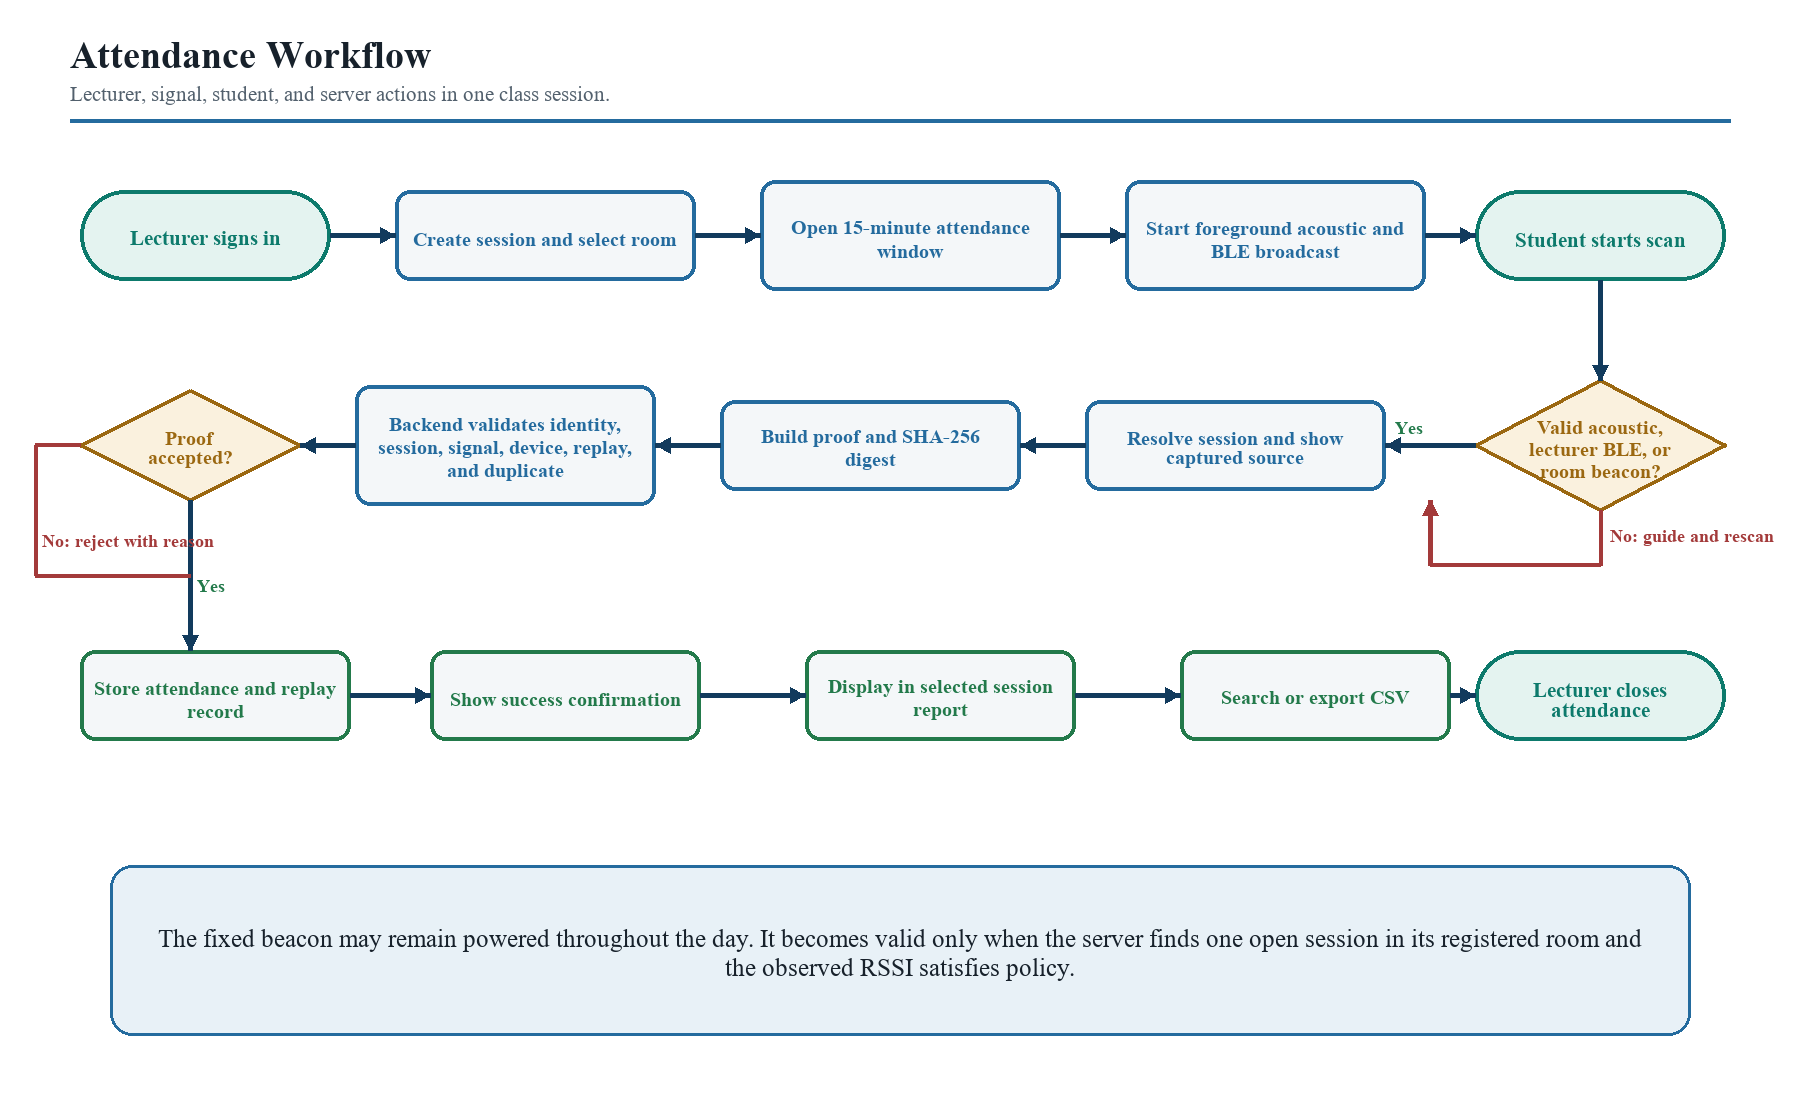 Attendance Workflow
Lecturer, signal, student, and server actions in one class session.
Lecturer signs in
Create session and select room
Open 15-minute attendance
window
Start foreground acoustic and
BLE broadcast
Student starts scan
Valid acoustic,
lecturer BLE, or
room beacon?
Yes
No: guide and rescan
Resolve session and show
captured source
Build proof and SHA-256
digest
Backend validates identity,
session, signal, device, replay,
and duplicate
Proof
accepted?
No: reject with reason
Yes
Store attendance and replay
record
Show success confirmation
Display in selected session
report
Search or export CSV
Lecturer closes
attendance
The fixed beacon may remain powered throughout the day. It becomes valid only when the server finds one open session in its registered room and
the observed RSSI satisfies policy.